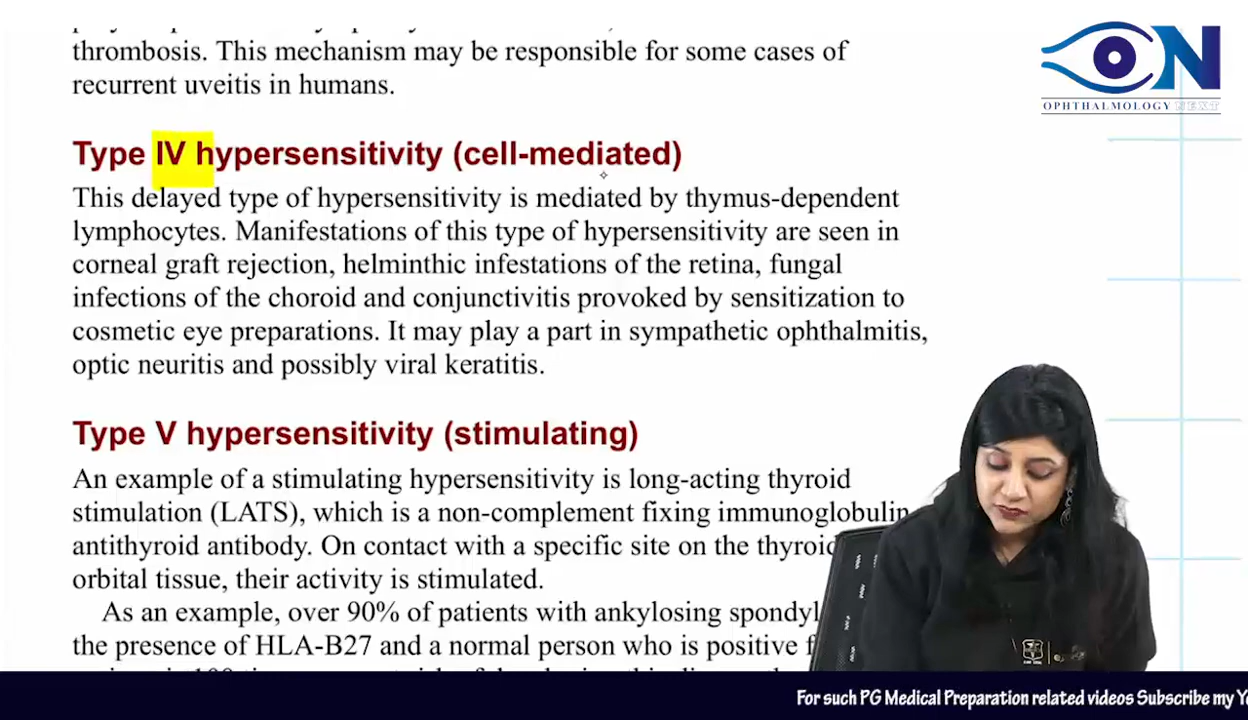 thrombosis. This mechanism may be responsible for some cases of
recurrent uveitis in humans.
ON
OPHTHALMOLOGY NEXT
Type IV hypersensitivity (cell-mediated)
This delayed type of hypersensitivity is mediated by thymus-dependent
lymphocytes. Manifestations of this type of hypersensitivity are seen in
corneal graft rejection, helminthic infestations of the retina, fungal
infections of the choroid and conjunctivitis provoked by sensitization to
cosmetic eye preparations. It may play a part in sympathetic ophthalmitis,
optic neuritis and possibly viral keratitis.
Type V hypersensitivity (stimulating)
An example of a stimulating hypersensitivity is long-acting thyroid
stimulation (LATS), which is a non-complement fixing immunoglobulin
antithyroid antibody. On contact with a specific site on the thyroid
orbital tissue, their activity is stimulated.
As an example, over 90% of patients with ankylosing spondyl
the presence of HLA-B27 and a normal person who is positive f
For such PG Medical Preparation related videos Subscribe my Y